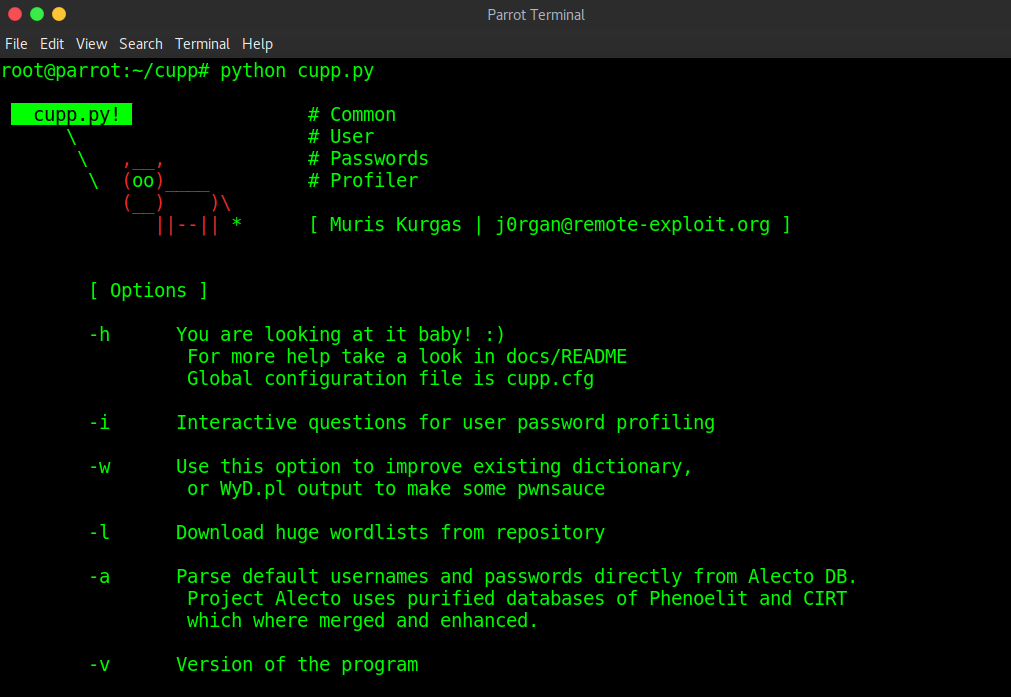 Parrot Terminal
File Edit View Search Terminal Help
root@parrot:~/cupp# python cupp.py
cupp.py! # Common
\ # User
\ ,__, # Passwords
\ (oo)____ # Profiler
(__) )\
||--|| * [ Muris Kurgas | j0rgan@remote-exploit.org ]
[ Options ]
-h You are looking at it baby! :)
For more help take a look in docs/README
Global configuration file is cupp.cfg
-i Interactive questions for user password profiling
-w Use this option to improve existing dictionary,
or WyD.pl output to make some pwnsauce
-l Download huge wordlists from repository
-a Parse default usernames and passwords directly from Alecto DB.
Project Alecto uses purified databases of Phenoelit and CIRT
which where merged and enhanced.
-v Version of the program